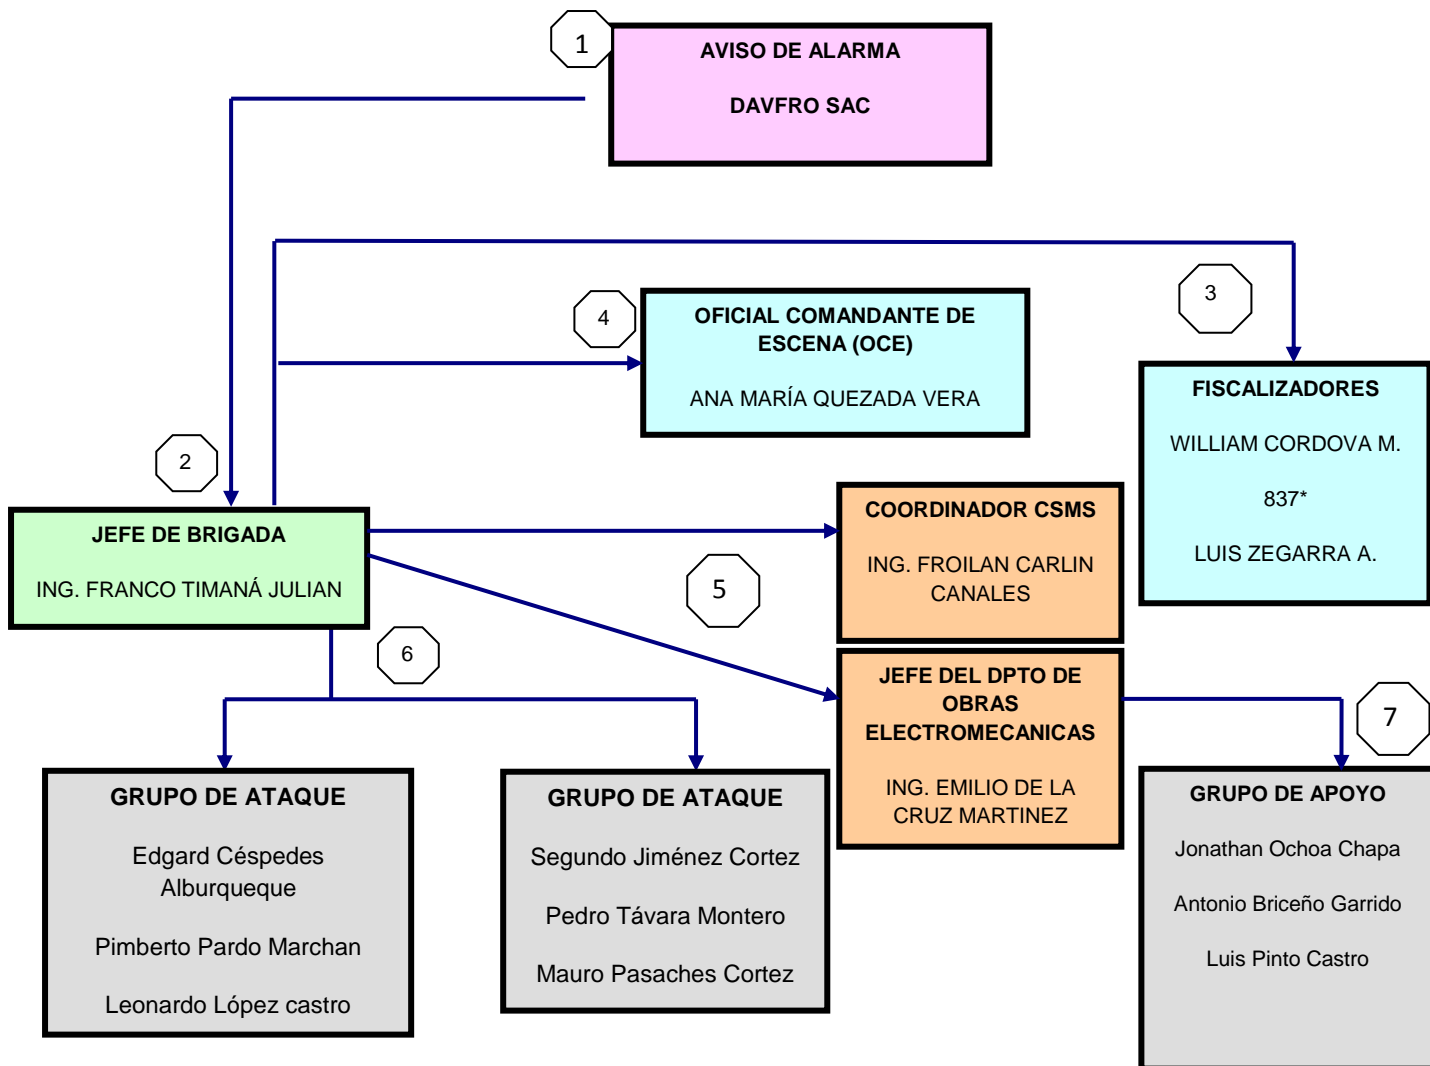 1
AVISO DE ALARMA
DAVFRO SAC
3
4
OFICIAL COMANDANTE DE
ESCENA (OCE)
ANA MARÍA QUEZADA VERA
FISCALIZADORES
WILLIAM CORDOVA M.
837*
LUIS ZEGARRA A.
2
JEFE DE BRIGADA
ING. FRANCO TIMANÁ JULIAN
COORDINADOR CSMS
ING. FROILAN CARLIN
CANALES
5
6
JEFE DEL DPTO DE
OBRAS
ELECTROMECANICAS
ING. EMILIO DE LA
CRUZ MARTINEZ
7
GRUPO DE ATAQUE
Edgard Céspedes
Alburqueque
Pimberto Pardo Marchan
Leonardo López castro
GRUPO DE ATAQUE
Segundo Jiménez Cortez
Pedro Távara Montero
Mauro Pasaches Cortez
GRUPO DE APOYO
Jonathan Ochoa Chapa
Antonio Briceño Garrido
Luis Pinto Castro